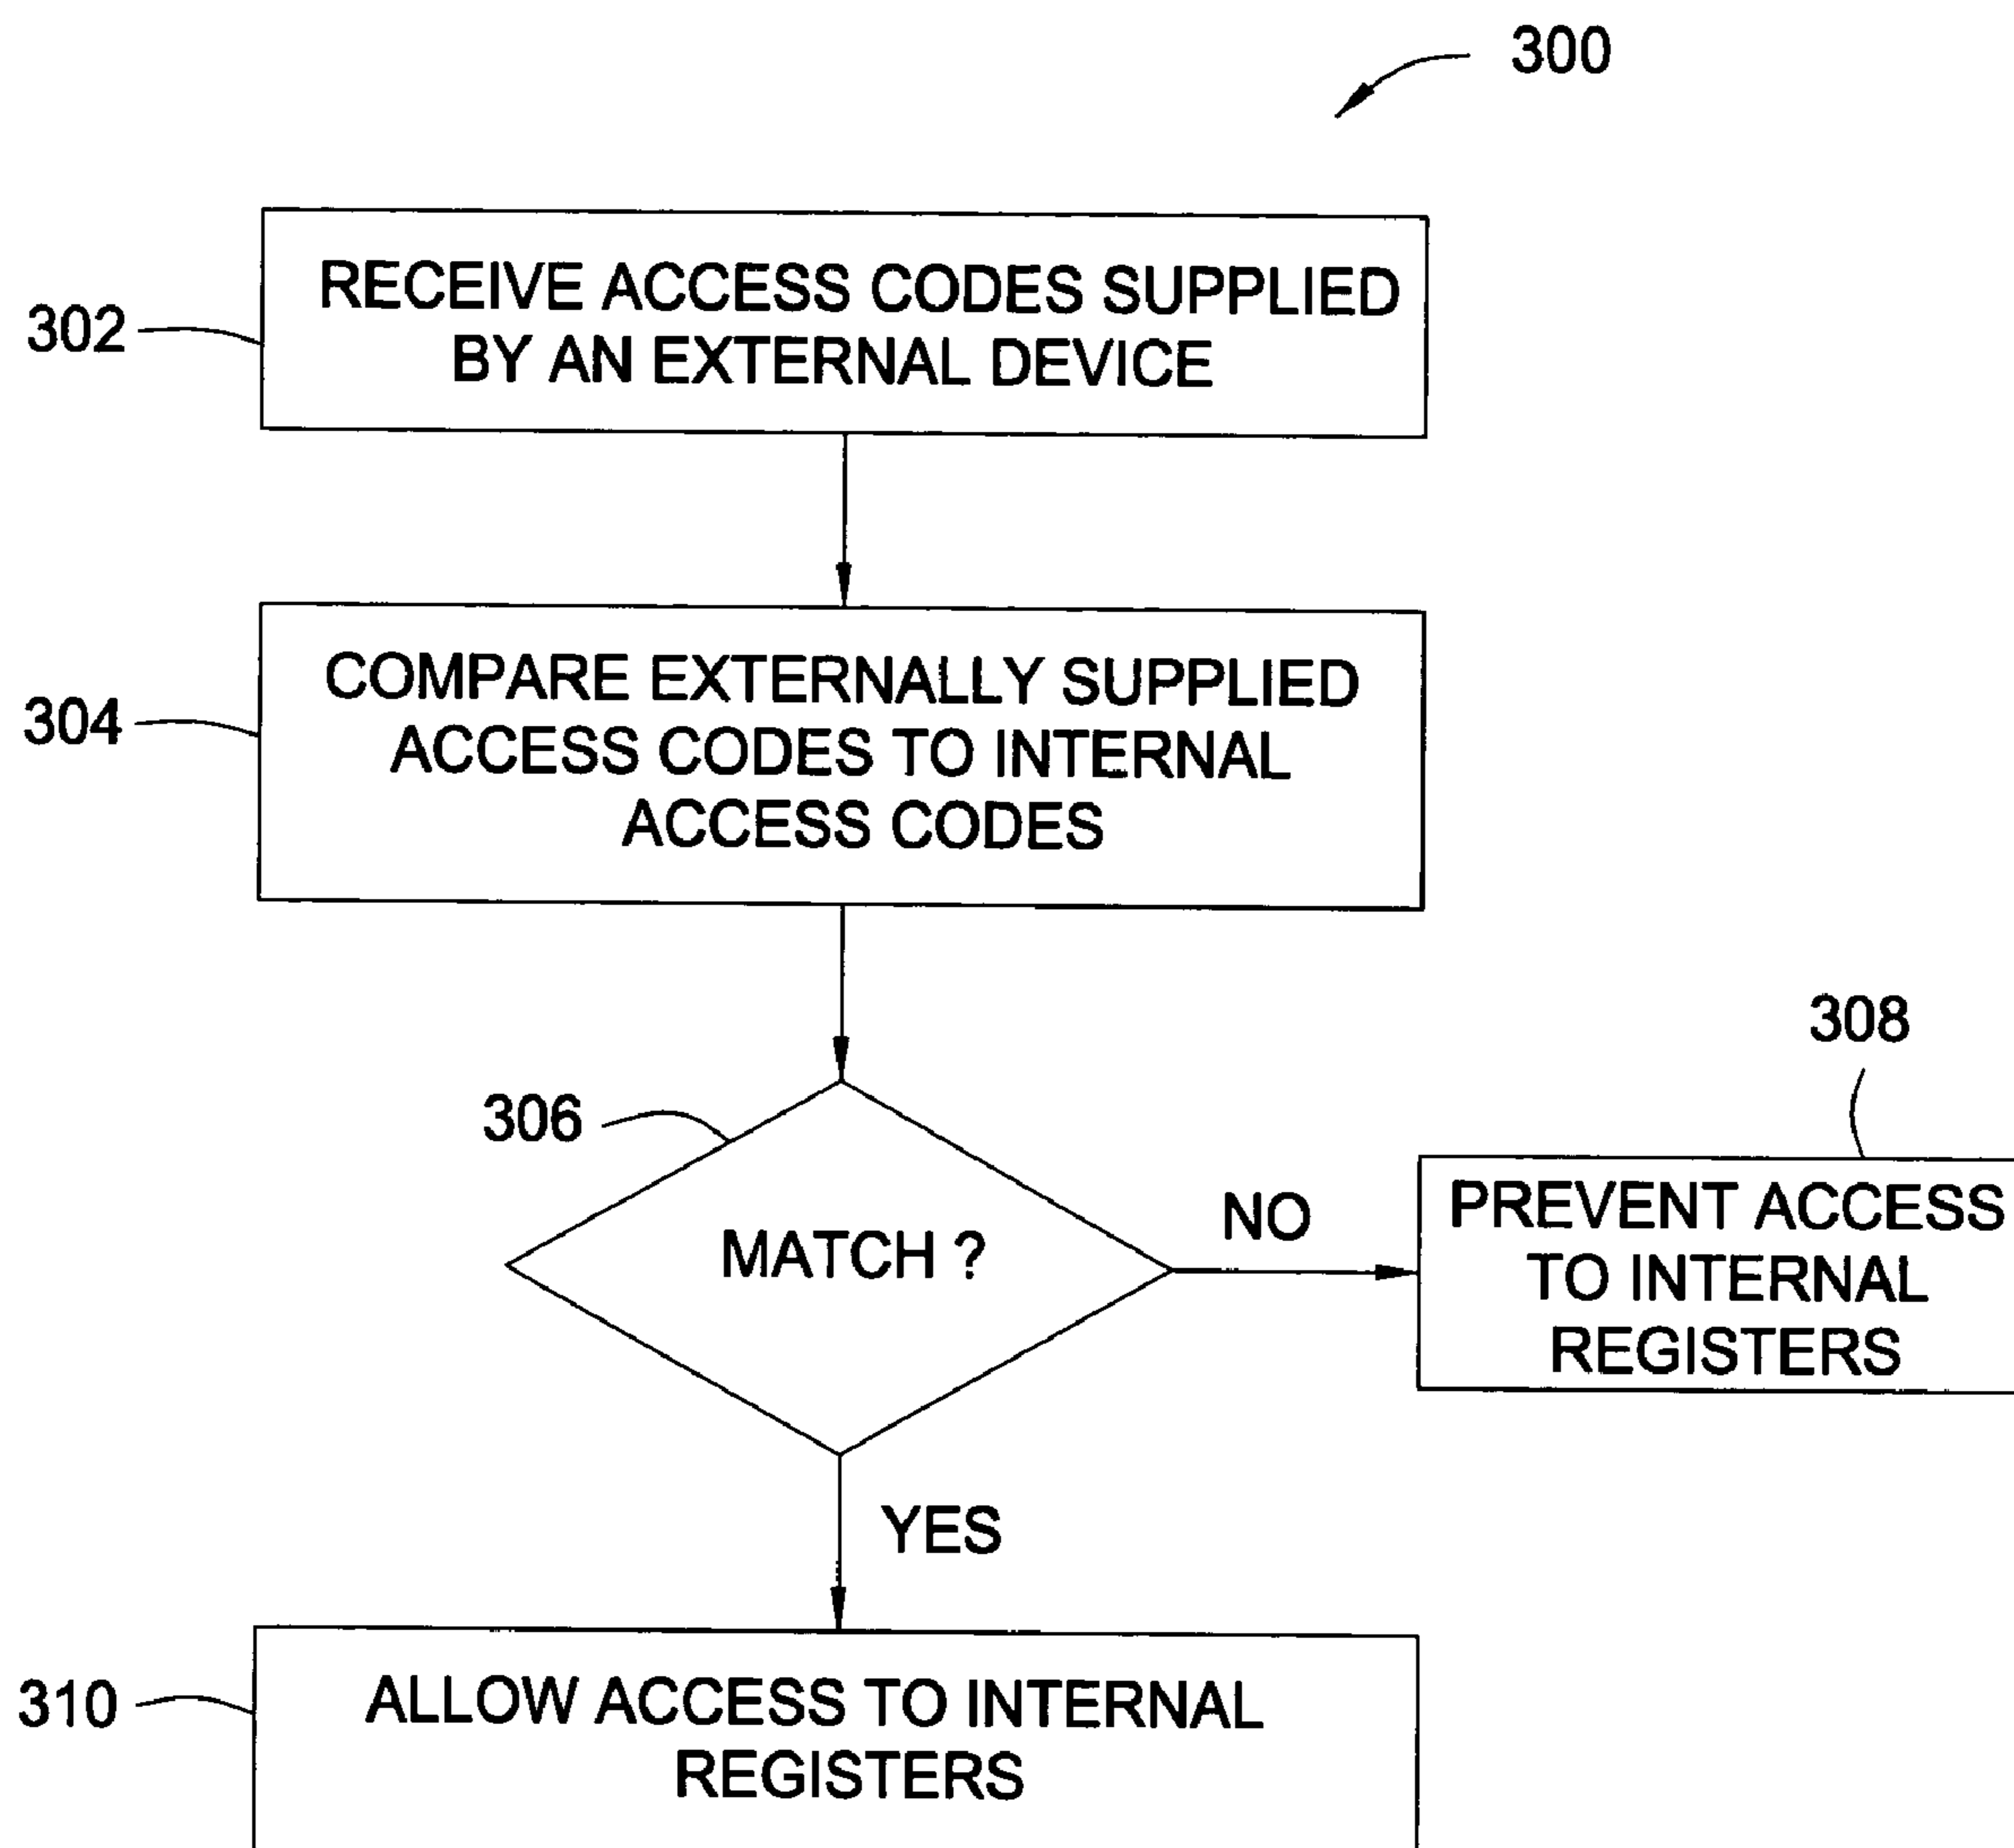 300
302
RECEIVE ACCESS CODES SUPPLIED
BY AN EXTERNAL DEVICE
304
COMPARE EXTERNALLY SUPPLIED
ACCESS CODES TO INTERNAL
ACCESS CODES
306
MATCH ?
NO
308
PREVENT ACCESS
TO INTERNAL
REGISTERS
YES
310
ALLOW ACCESS TO INTERNAL
REGISTERS